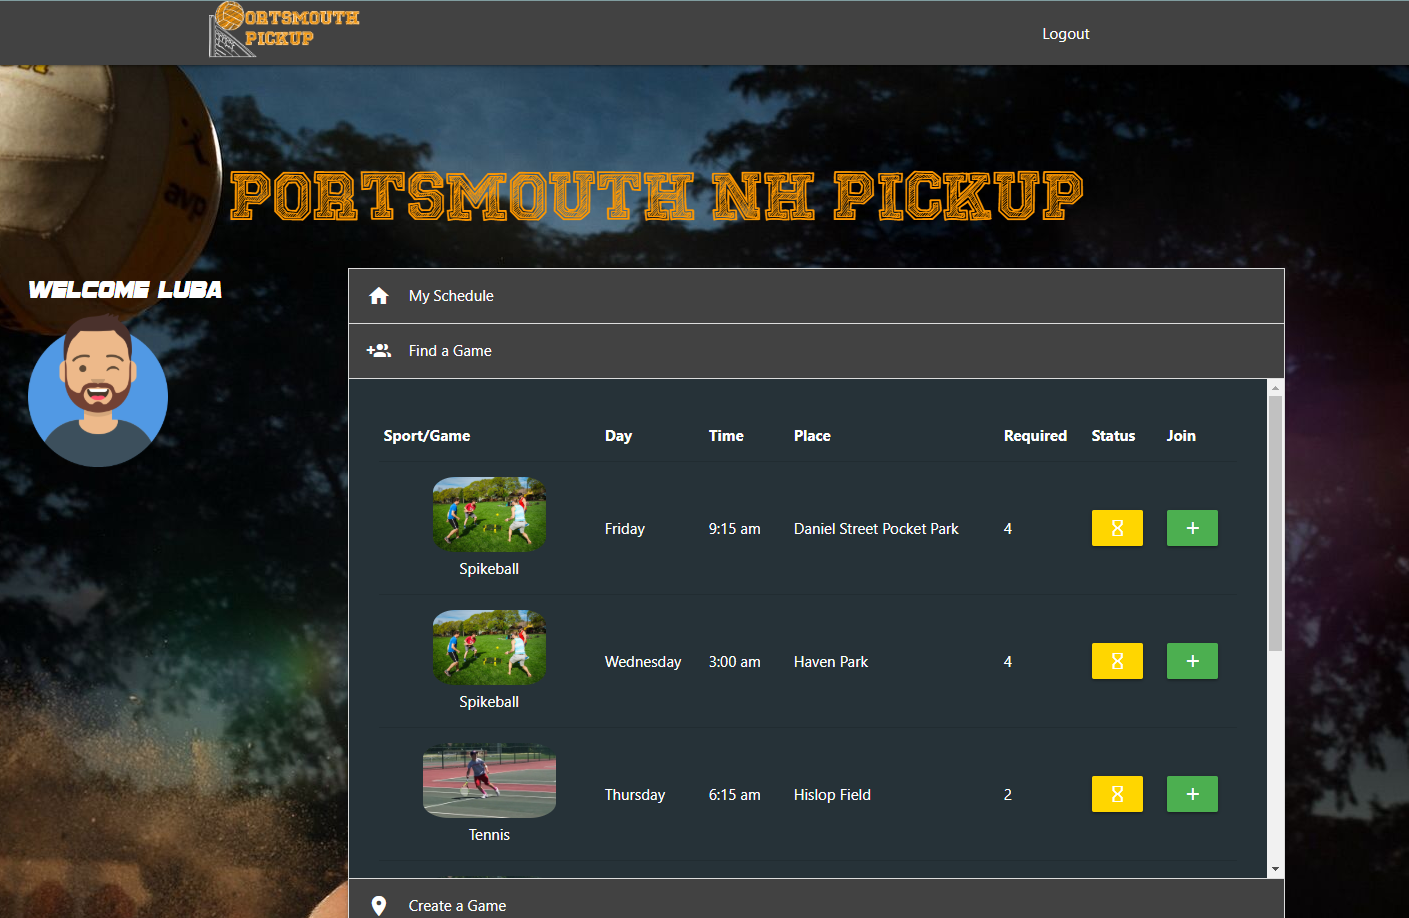 PORTSMOUTH
PICKUP
Logout
avp
PORTSMOUTH NH PICKUP
WELCOME LUBA
My Schedule
Find a Game
Sport/Game Day Time Place Required Status Join
Friday 9:15 am Daniel Street Pocket Park 4
Spikeball
Wednesday 3:00 am Haven Park 4
Spikeball
Thursday 6:15 am Hislop Field 2
Tennis
Create a Game